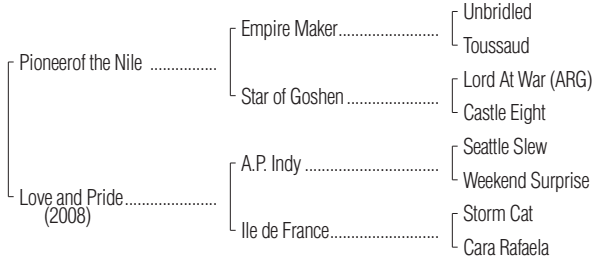 Unbridled
Empire Maker
Toussaud
Pioneerof the Nile
Lord At War (ARG)
Star of Goshen
Castle Eight
Seattle Slew
A.P. Indy
Weekend Surprise
Love and Pride
(2008)
Storm Cat
Ile de France
Cara Rafaela